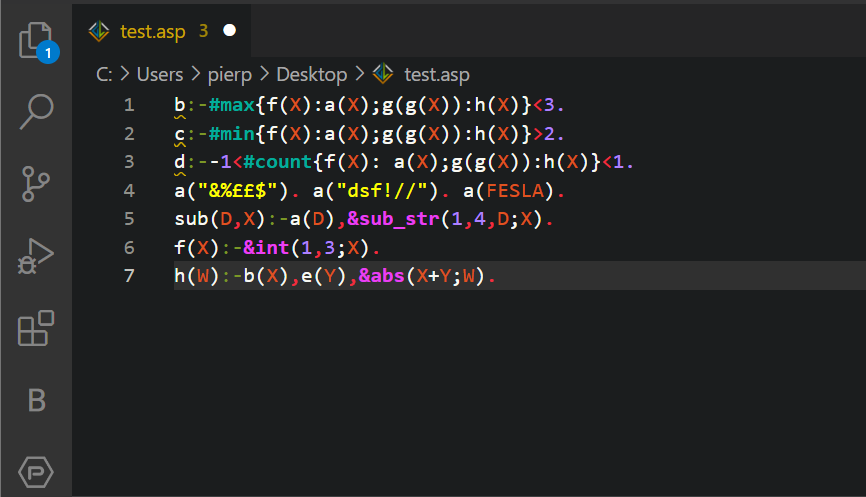 test.asp 3
1
C: > Users > pierp > Desktop > test.asp
1 b:-#max{f(X):a(X);g(g(X)):h(X)}<3.
2 c:-#min{f(X):a(X);g(g(X)):h(X)}>2.
3 d:--1<#count{f(X): a(X);g(g(X)):h(X)}<1.
4 a("&%££$"). a("dsf!//"). a(FESLA).
5 sub(D,X):-a(D),&sub_str(1,4,D;X).
6 f(X):-&int(1,3;X).
7 h(W):-b(X),e(Y),&abs(X+Y;W).
B
P